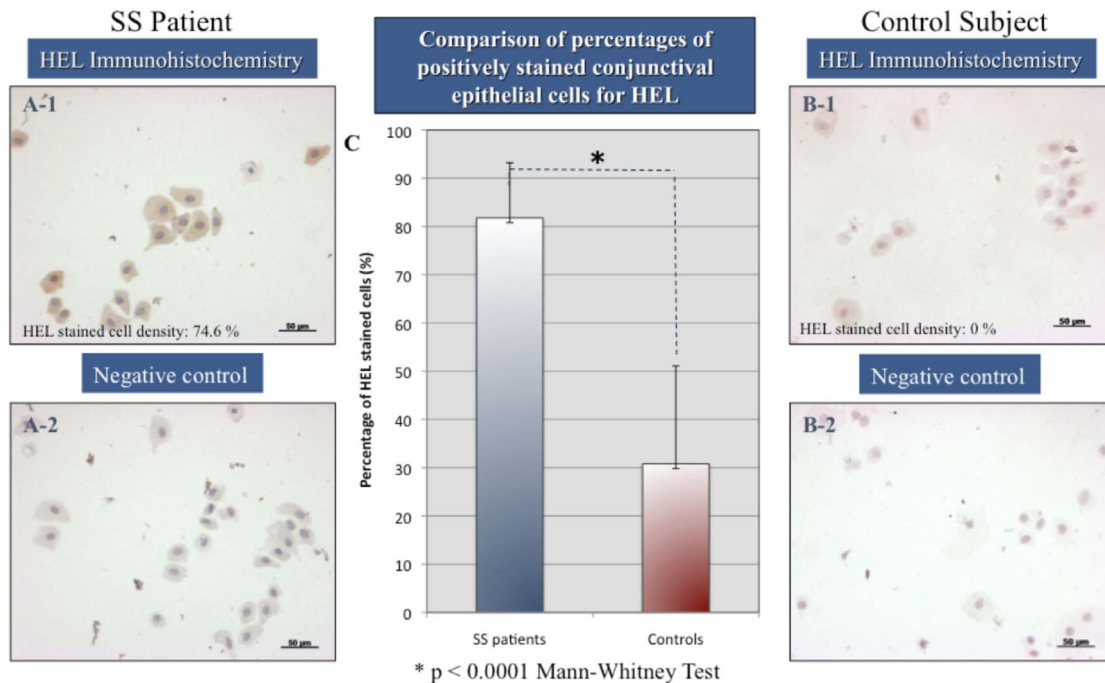 SS Patient
HEL Immunohistochemistry
A-1
HEL stained cell density: 74.6 %
50 µm
Negative control
A-2
50 µm
Comparison of percentages of
positively stained conjunctival
epithelial cells for HEL
C
Percentage of HEL stained cells (%)
100
90
80
70
60
50
40
30
20
10
0
*
SS patients
Controls
* p < 0.0001 Mann-Whitney Test
Control Subject
HEL Immunohistochemistry
B-1
HEL stained cell density: 0 %
50 µm
Negative control
B-2
50 µm